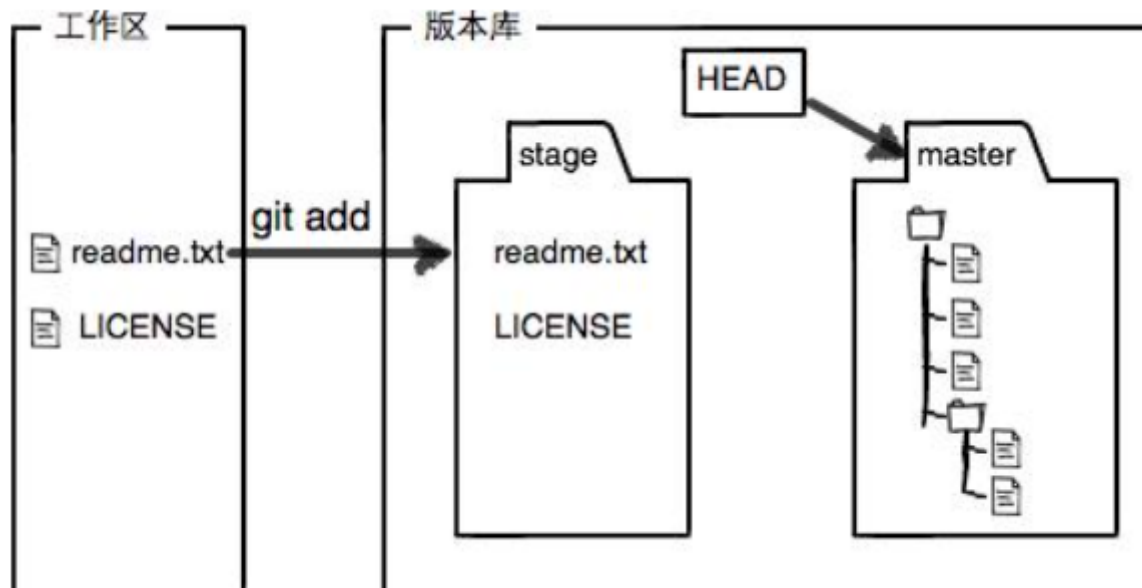 工作区
版本库
HEAD
stage
master
git add
readme.txt
readme.txt
LICENSE
LICENSE